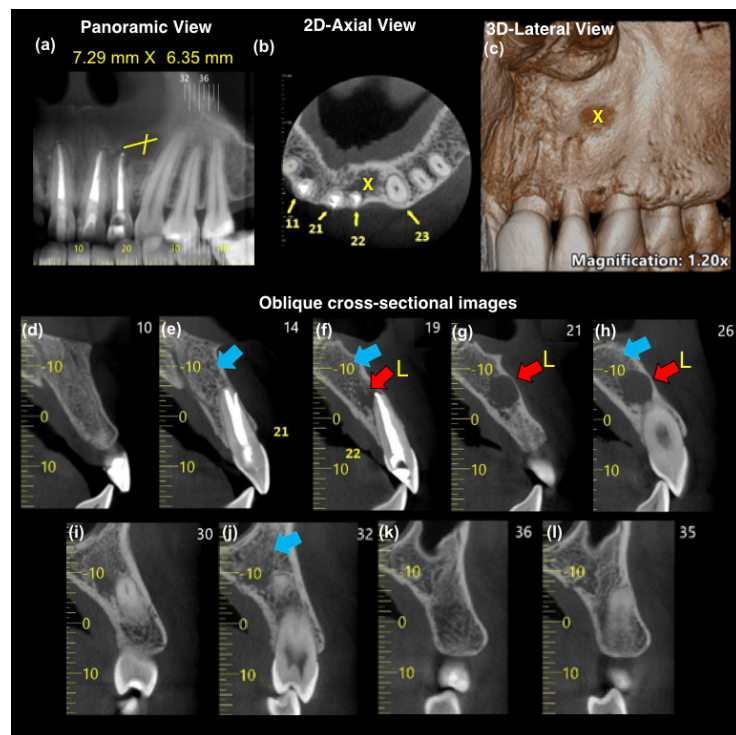 Panoramic View
2D-Axial View
3D-Lateral View
(a)
7.29 mm X 6.35 mm
(b)
(c)
32 36
X
X
11
21
22
23
10 20 30 40
Magnification: 1.20x
Oblique cross-sectional images
(d) 10
(e) 14
(f) 19
(g) 21
(h) 26
-10 -10 -10 -10 -10
L
L
L
0 0 0 0 0
21
22
10 10 10 10 10
(i) 30
(j) 32
(k) 36
(l) 35
-10 -10 -10 -10
0 0 0 0
10 10 10 10